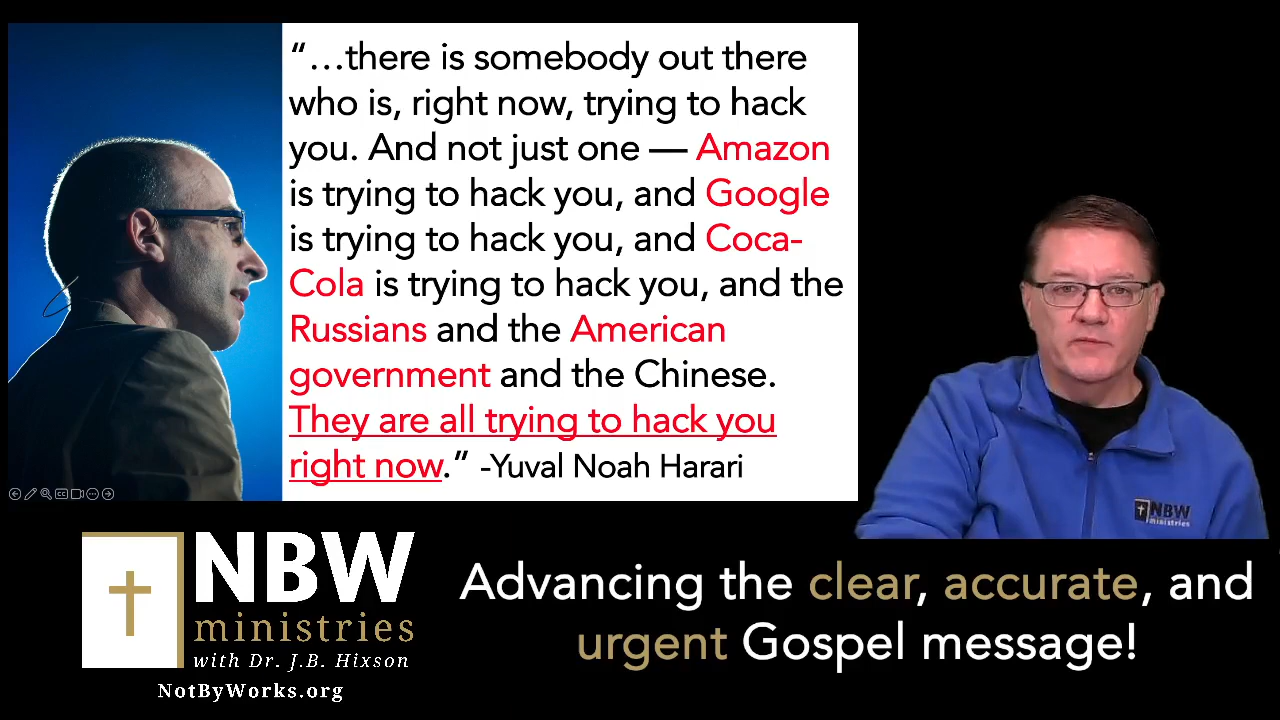 “…there is somebody out there
who is, right now, trying to hack
you. And not just one — Amazon
is trying to hack you, and Google
is trying to hack you, and Coca-
Cola is trying to hack you, and the
Russians and the American
government and the Chinese.
They are all trying to hack you
right now.” -Yuval Noah Harari
NBW
ministries
NBW
ministries
with Dr. J.B. Hixson
NotByWorks.org
Advancing the clear, accurate, and
urgent Gospel message!